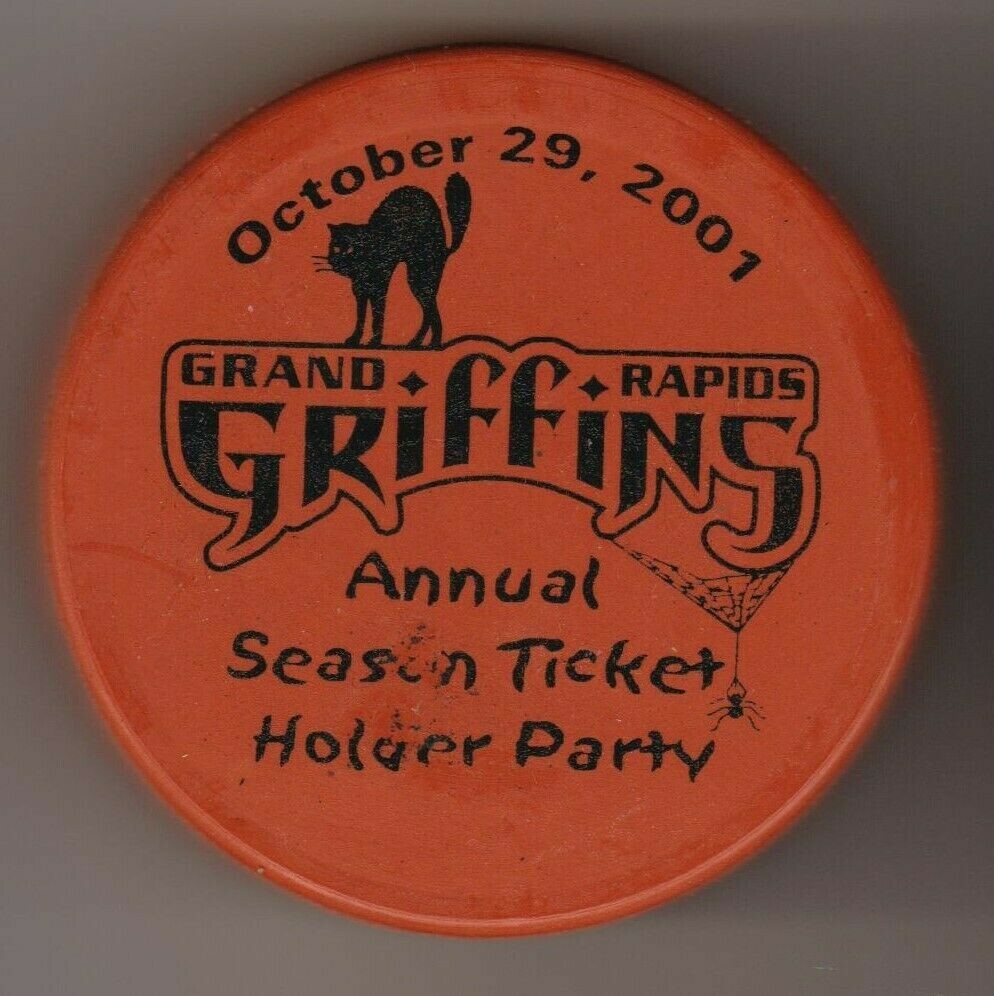 October 29, 2001
GRAND RAPIDS
GRiffiNS
Annual
Season Ticket
Holder Party